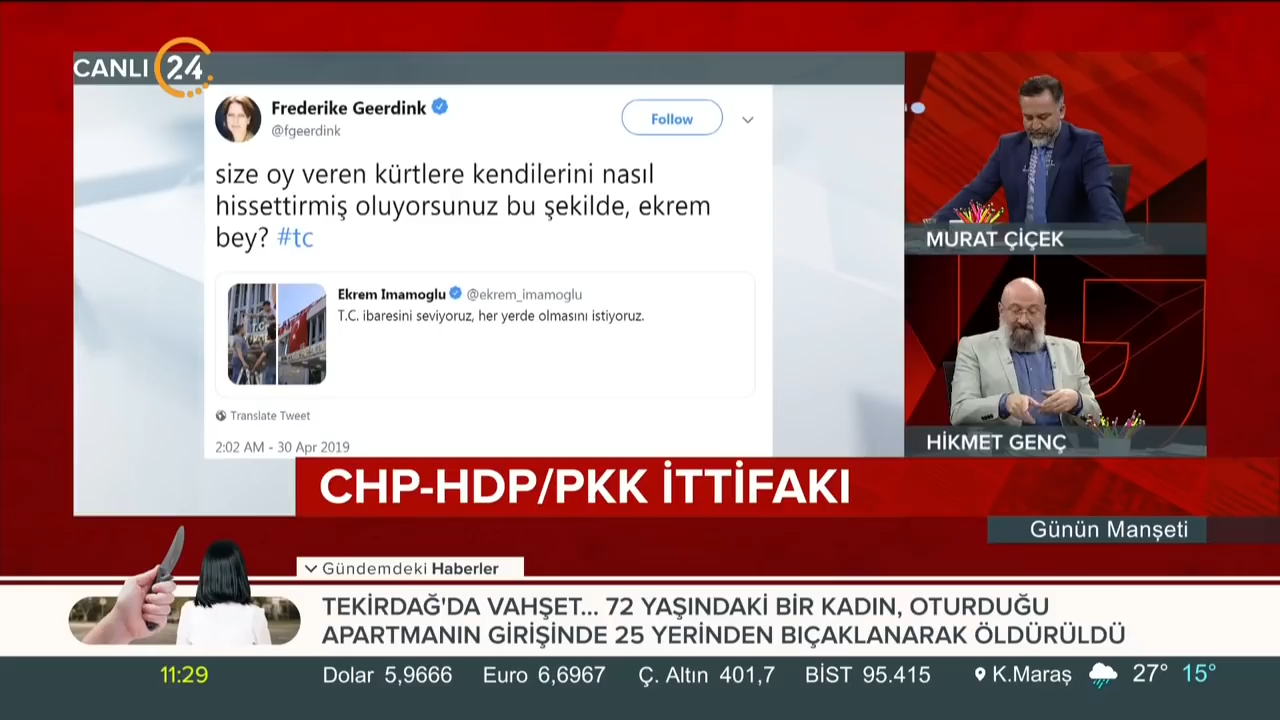 CANLI 24
Frederike Geerdink
@fgeerdink
Follow
size oy veren kürtlere kendilerini nasıl
hissettirmiş oluyorsunuz bu şekilde, ekrem
bey? #tc
Ekrem Imamoglu @ekrem_imamoglu
T.C. ibaresini seviyoruz, her yerde olmasını istiyoruz.
Translate Tweet
2:02 AM - 30 Apr 2019
MURAT ÇİÇEK
HİKMET GENÇ
CHP-HDP/PKK İTTİFAKI
Günün Manşeti
Gündemdeki Haberler
TEKİRDAĞ'DA VAHŞET... 72 YAŞINDAKİ BİR KADIN, OTURDUĞU
APARTMANIN GİRİŞİNDE 25 YERİNDEN BIÇAKLANARAK ÖLDÜRÜLDÜ
11:29 Dolar 5,9666 Euro 6,6967 Ç. Altın 401,7 BİST 95.415 K.Maraş 27° 15°